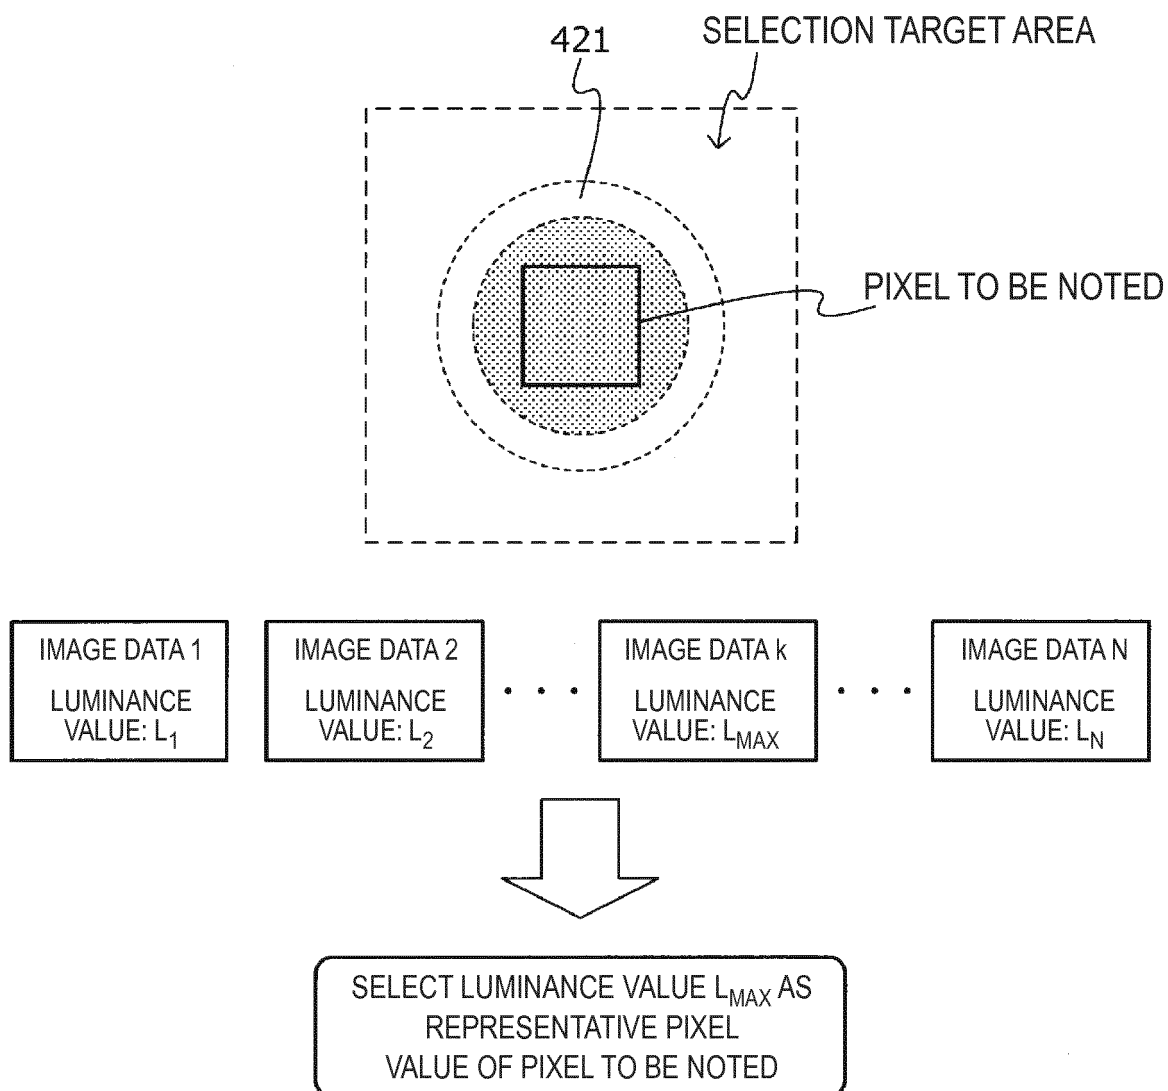 421
SELECTION TARGET AREA
PIXEL TO BE NOTED
IMAGE DATA 1
LUMINANCE
VALUE: L1
IMAGE DATA 2
LUMINANCE
VALUE: L2
. . .
IMAGE DATA k
LUMINANCE
VALUE: LMAX
. . .
IMAGE DATA N
LUMINANCE
VALUE: LN
SELECT LUMINANCE VALUE LMAX AS
REPRESENTATIVE PIXEL
VALUE OF PIXEL TO BE NOTED